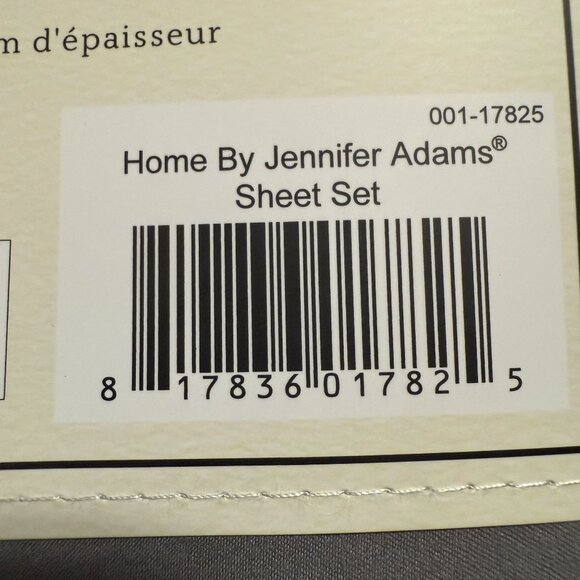 m d'épaisseur
001-17825
Home By Jennifer Adams®
Sheet Set
8 17836 01782 5